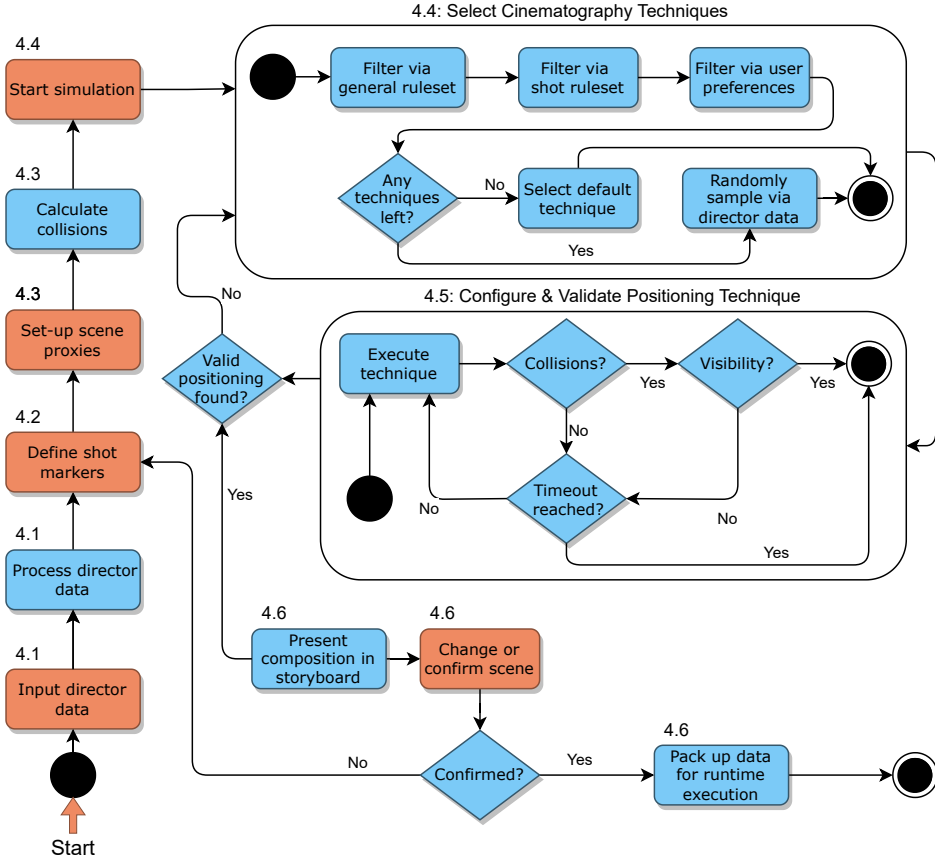 4.4: Select Cinematography Techniques
4.4
Start simulation
Filter via
general ruleset
Filter via
shot ruleset
Filter via user
preferences
Any
techniques
left?
No
Select default
technique
Randomly
sample via
director data
Yes
4.3
Calculate
collisions
No
4.5: Configure & Validate Positioning Technique
4.3
Set-up scene
proxies
Valid
positioning
found?
Execute
technique
Collisions?
Yes
Visibility?
Yes
4.2
Define shot
markers
No
Timeout
reached?
No
No
Yes
Yes
4.1
Process director
data
4.6
Present
composition in
storyboard
4.6
Change or
confirm scene
4.1
Input director
data
No
Confirmed?
Yes
4.6
Pack up data
for runtime
execution
Start